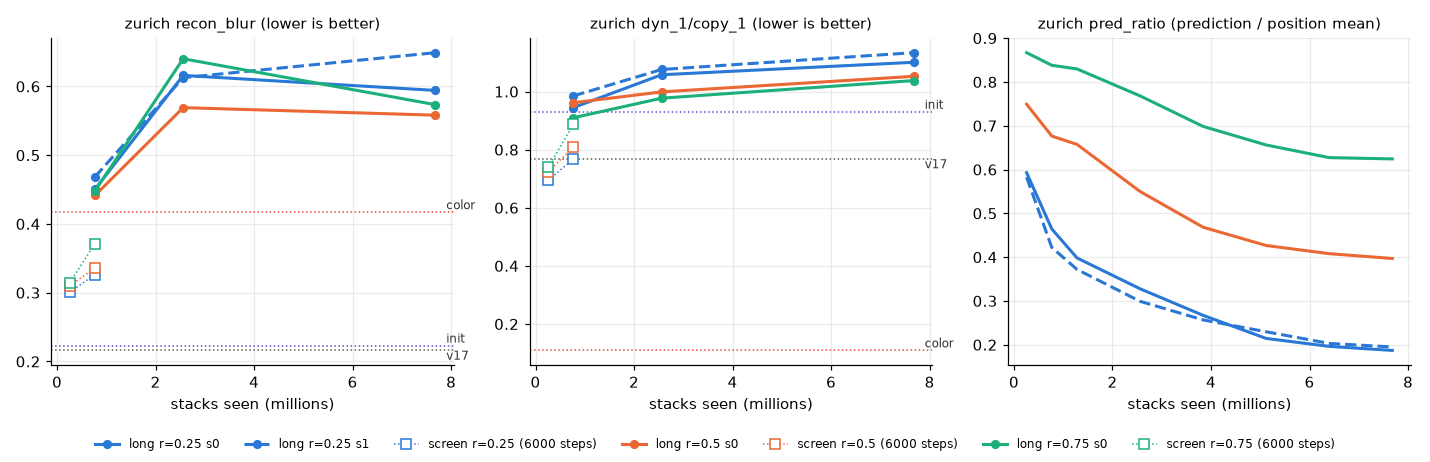 zurich recon_blur (lower is better)
0.6
0.5
0.4
0.3
0.2
color
init
v17
0
2
4
6
8
stacks seen (millions)
zurich dyn_1/copy_1 (lower is better)
1.0
0.8
0.6
0.4
0.2
init
v17
color
0
2
4
6
8
stacks seen (millions)
zurich pred_ratio (prediction / position mean)
0.9
0.8
0.7
0.6
0.5
0.4
0.3
0.2
0
2
4
6
8
stacks seen (millions)
long r=0.25 s0
long r=0.25 s1
screen r=0.25 (6000 steps)
long r=0.5 s0
screen r=0.5 (6000 steps)
long r=0.75 s0
screen r=0.75 (6000 steps)